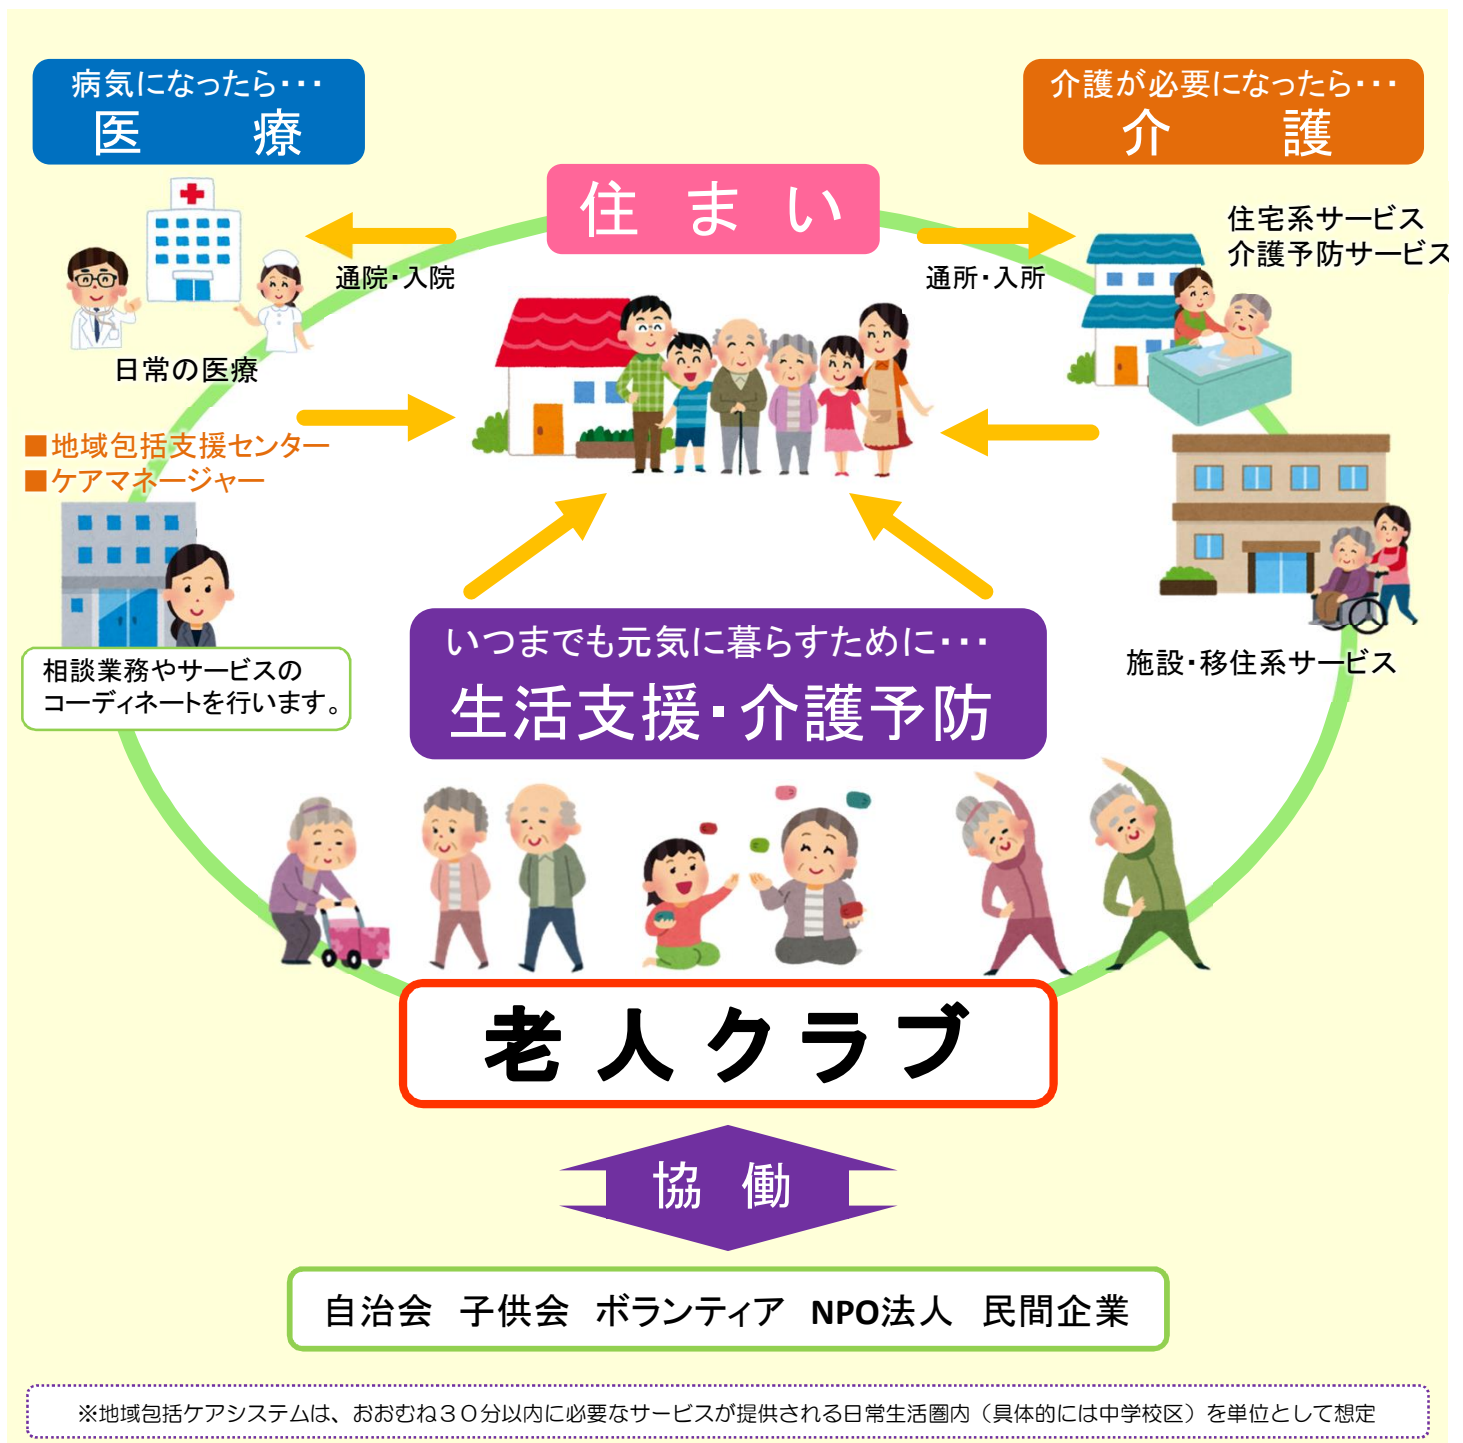 病気になったら･･･
医　療
介護が必要になったら･･･
介　護
住 ま い
住宅系サービス
介護予防サービス
通院・入院
通所・入所
日常の医療
■地域包括支援センター
■ケアマネージャー
相談業務やサービスの
コーディネートを行います。
施設・移住系サービス
いつまでも元気に暮らすために･･･
生活支援・介護予防
老人クラブ
協 働
自治会　子供会　ボランティア　NPO法人　民間企業
※地域包括ケアシステムは、おおむね３０分以内に必要なサービスが提供される日常生活圏内（具体的には中学校区）を単位として想定